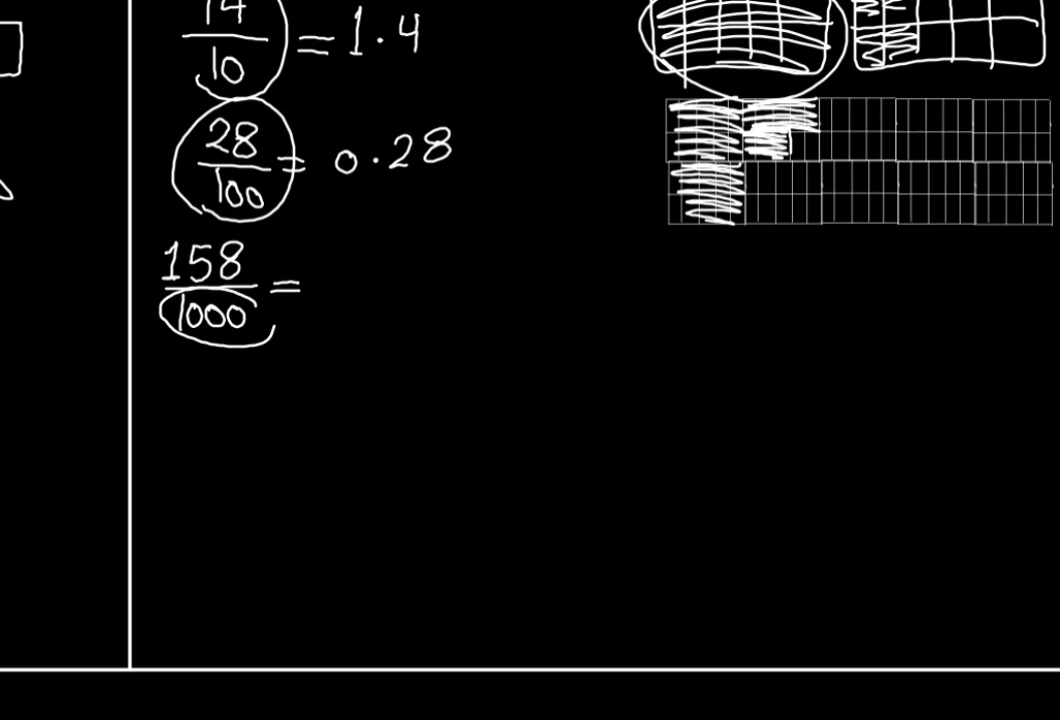 14/10 = 1.4
28/100 = 0.28
158/1000 =